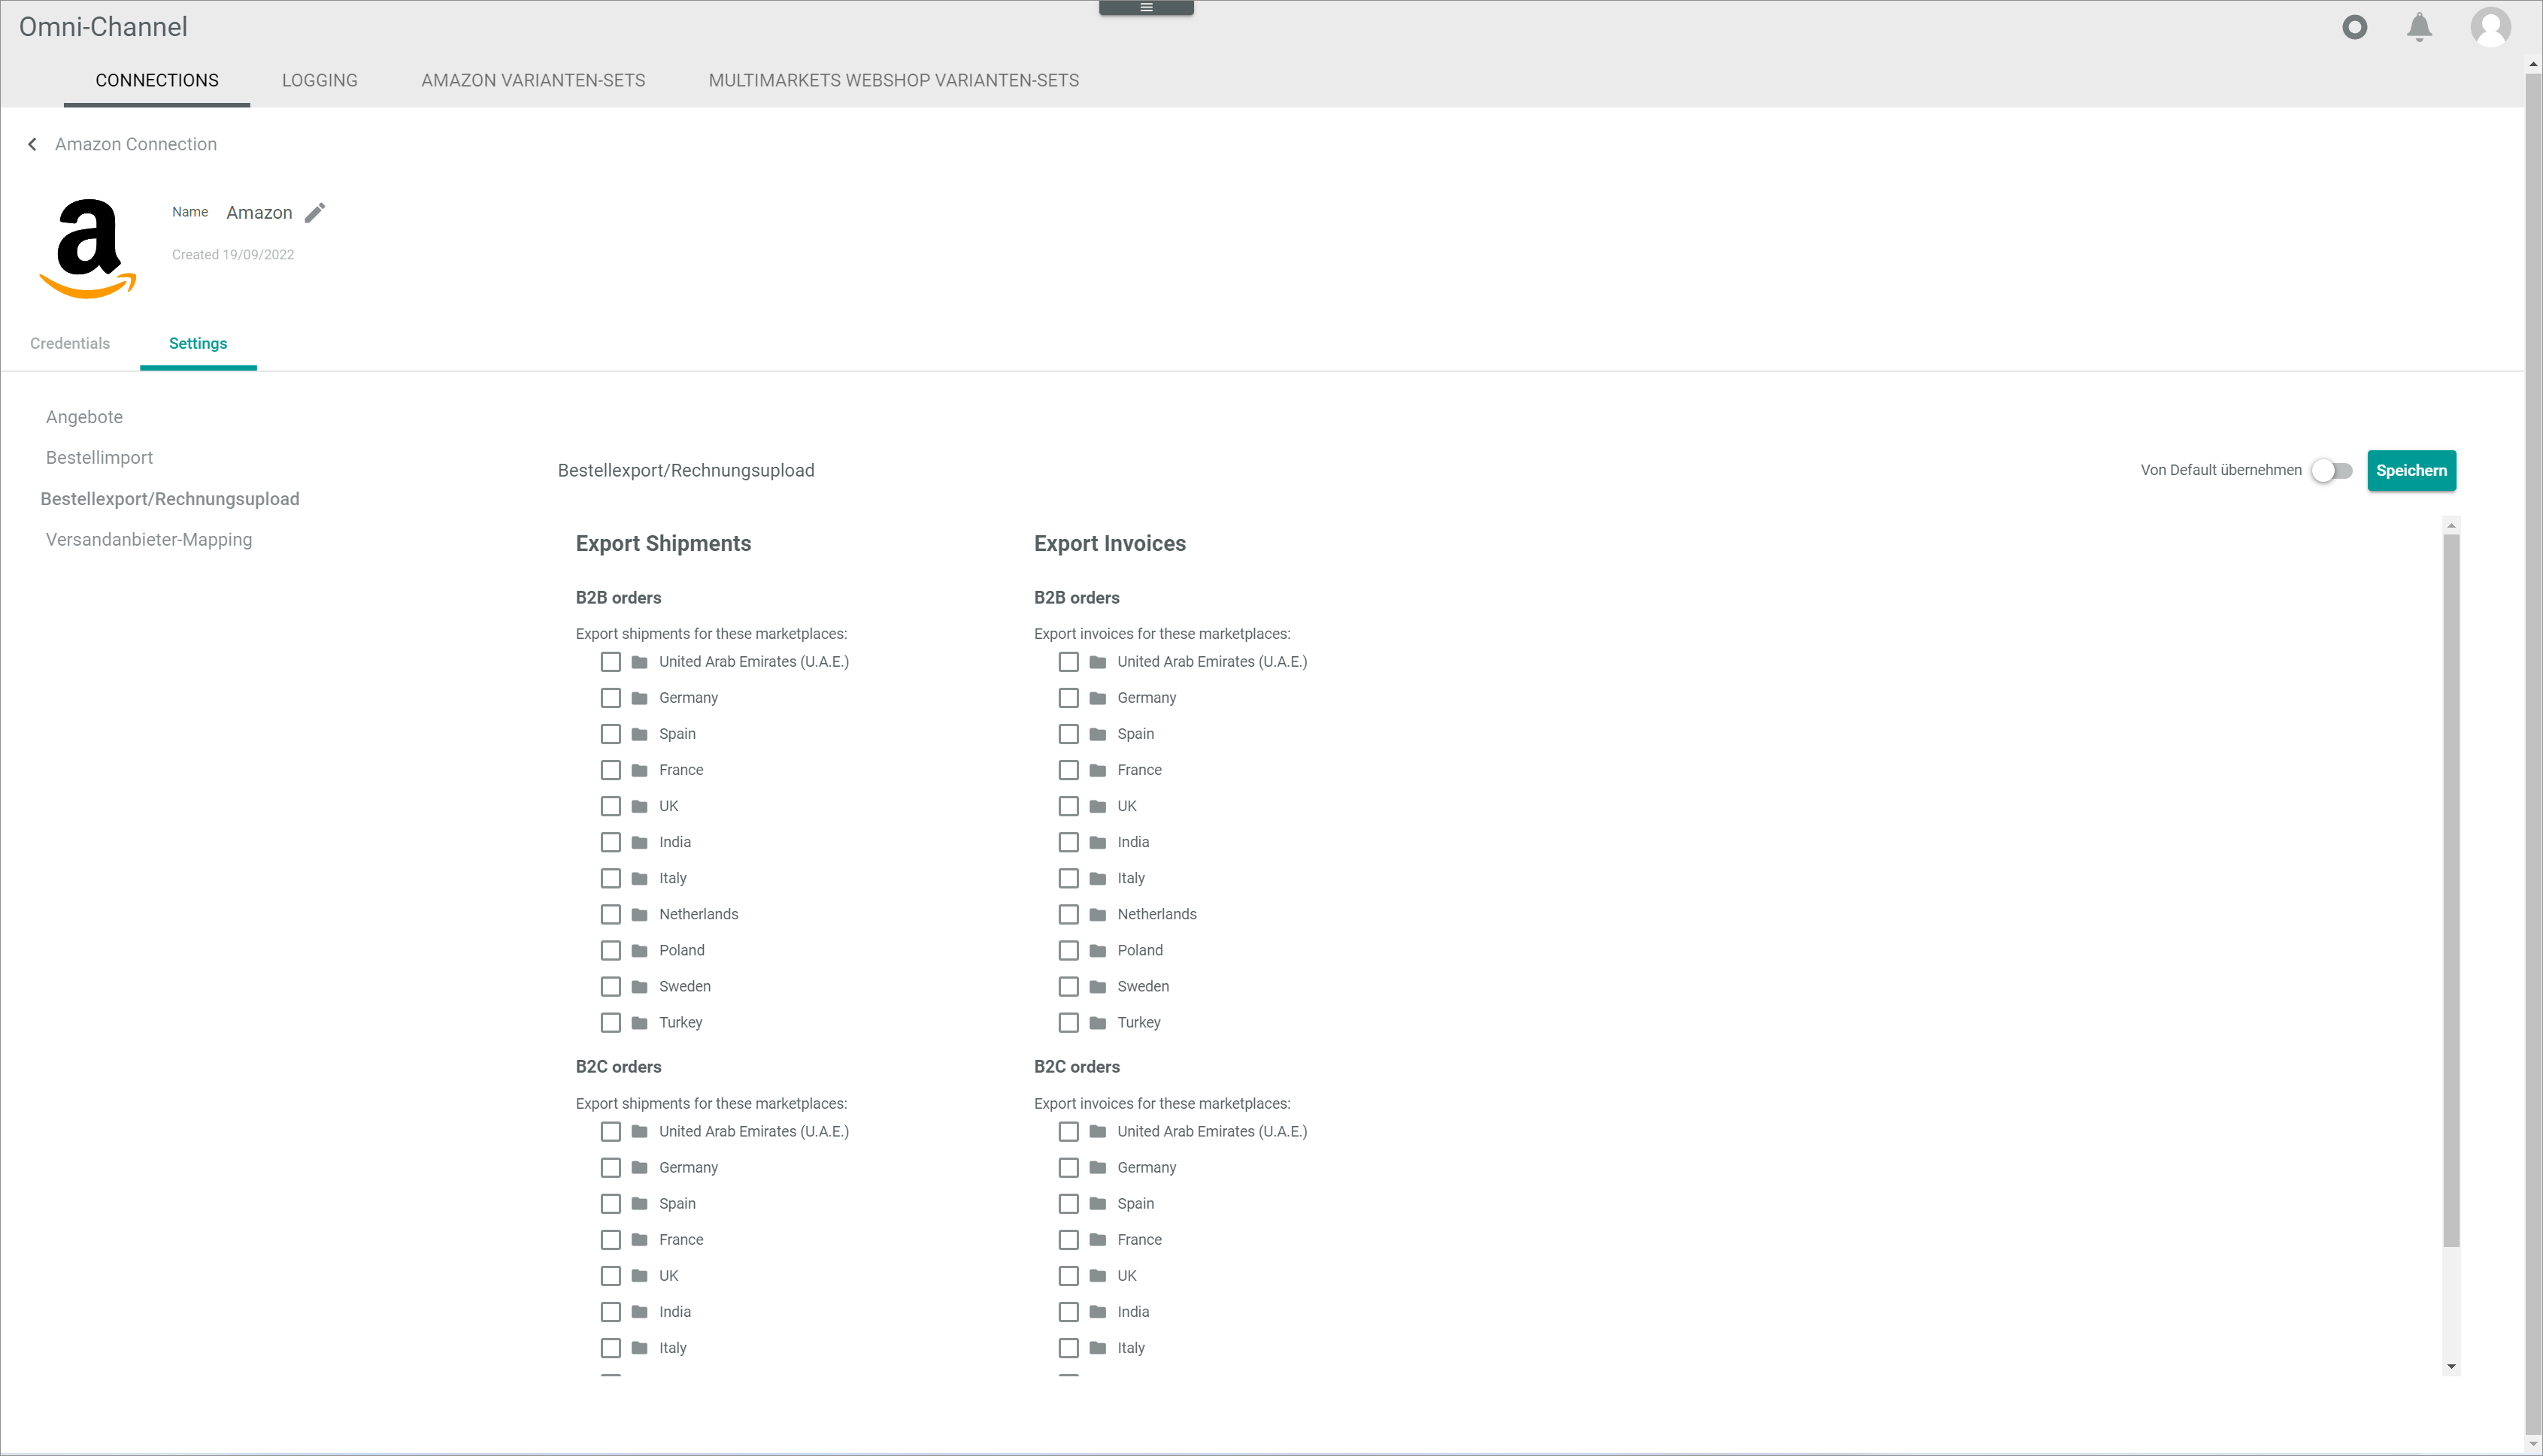 Omni-Channel
CONNECTIONS LOGGING AMAZON VARIANTEN-SETS MULTIMARKETS WEBSHOP VARIANTEN-SETS
Amazon Connection
Name Amazon
Created 19/09/2022
Credentials Settings
Angebote
Bestellimport
Bestellexport/Rechnungsupload
Versandanbieter-Mapping
Bestellexport/Rechnungsupload
Von Default übernehmen Speichern
Export Shipments
B2B orders
Export shipments for these marketplaces:
United Arab Emirates (U.A.E.)
Germany
Spain
France
UK
India
Italy
Netherlands
Poland
Sweden
Turkey
B2C orders
Export shipments for these marketplaces:
United Arab Emirates (U.A.E.)
Germany
Spain
France
UK
India
Italy
Export Invoices
B2B orders
Export invoices for these marketplaces:
United Arab Emirates (U.A.E.)
Germany
Spain
France
UK
India
Italy
Netherlands
Poland
Sweden
Turkey
B2C orders
Export invoices for these marketplaces:
United Arab Emirates (U.A.E.)
Germany
Spain
France
UK
India
Italy